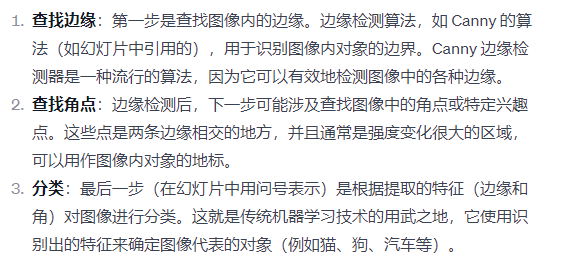 1. 查找边缘：第一步是查找图像内的边缘。边缘检测算法，如 Canny 的算
法（如幻灯片中引用的），用于识别图像内对象的边界。Canny 边缘检
测器是一种流行的算法，因为它可以有效地检测图像中的各种边缘。
2. 查找角点：边缘检测后，下一步可能涉及查找图像中的角点或特定兴趣
点。这些点是两条边缘相交的地方，并且通常是强度变化很大的区域，
可以用作图像内对象的地标。
3. 分类：最后一步（在幻灯片中用问号表示）是根据提取的特征（边缘和
角）对图像进行分类。这就是传统机器学习技术的用武之地，它使用识
别出的特征来确定图像代表的对象（例如猫、狗、汽车等）。